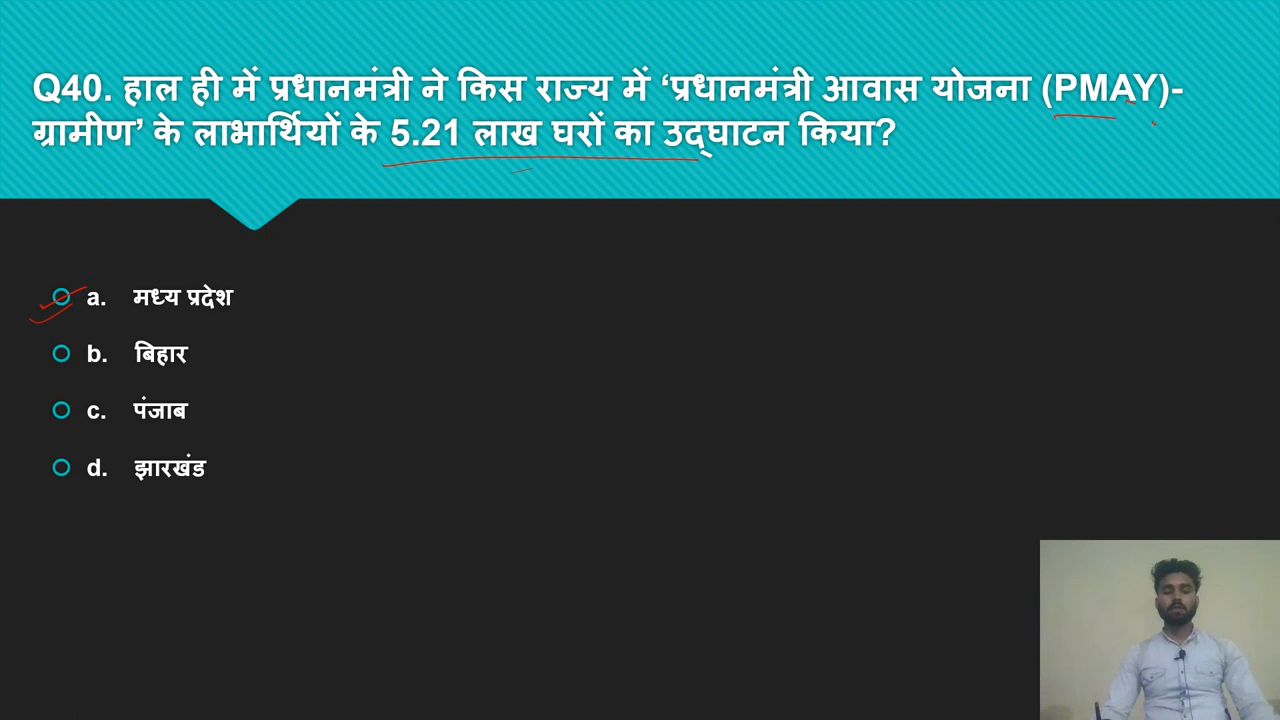 Q40. हाल ही में प्रधानमंत्री ने किस राज्य में ‘प्रधानमंत्री आवास योजना (PMAY)-
ग्रामीण’ के लाभार्थियों के 5.21 लाख घरों का उद्घाटन किया?
a. मध्य प्रदेश
b. बिहार
c. पंजाब
d. झारखंड